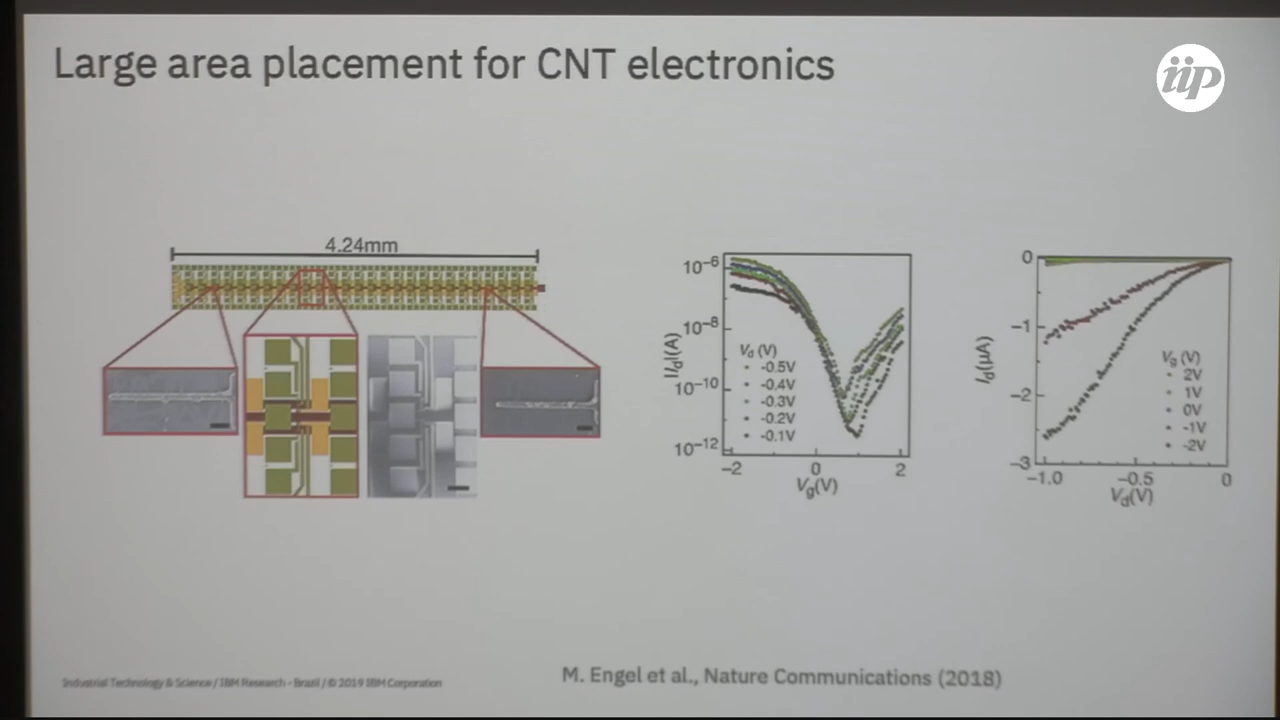 Large area placement for CNT electronics
iip
4.24mm
10⁻⁶
10⁻⁸
10⁻¹⁰
10⁻¹²
|I_d|(A)
V_d (V)
-0.5V
-0.4V
-0.3V
-0.2V
-0.1V
−2
0
2
V_g(V)
0
−1
−2
−3
I_d(μA)
V_g (V)
2V
1V
0V
-1V
-2V
−1.0
−0.5
0
V_d(V)
M. Engel et al., Nature Communications (2018)
Industrial Technology & Science / IBM Research - Brazil / © 2019 IBM Corporation